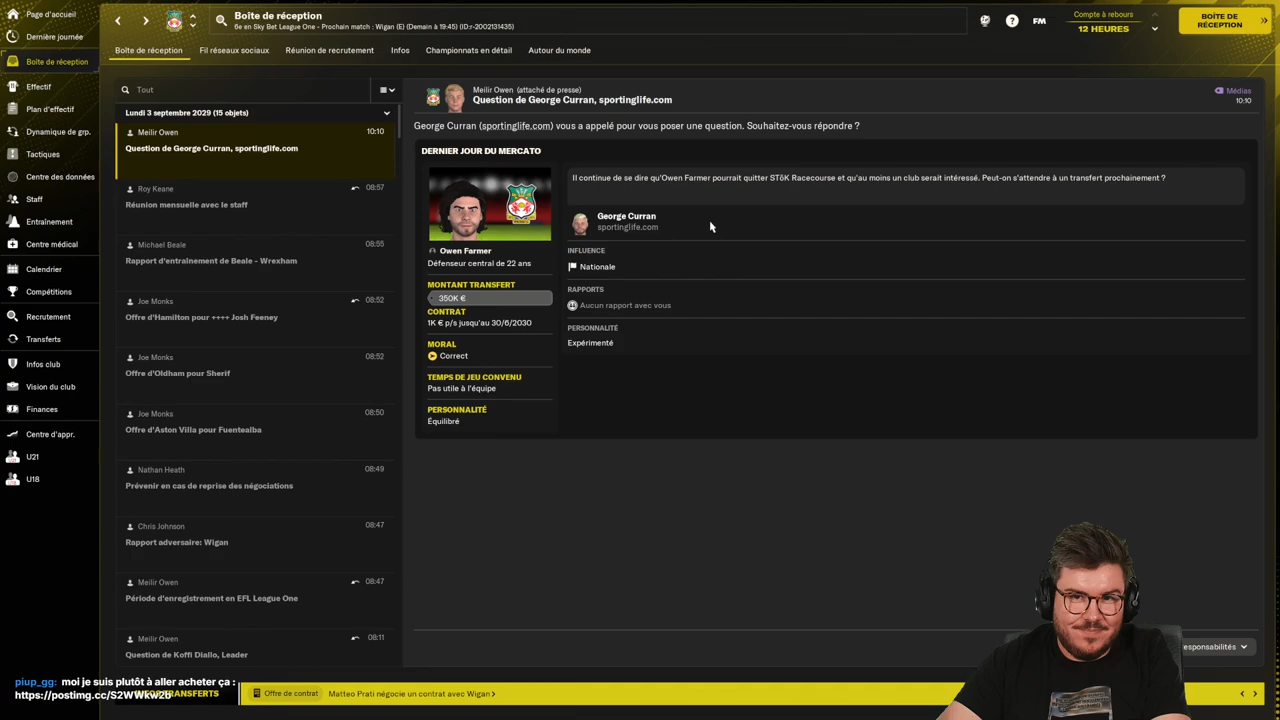 Page d'accueil
Dernière journée
Boîte de réception
Effectif
Plan d'effectif
Dynamique de grp.
Tactiques
Centre des données
Staff
Entraînement
Centre médical
Calendrier
Compétitions
Recrutement
Transferts
Infos club
Vision du club
Finances
Centre d'appr.
U21
U18
Boîte de réception
6e en Sky Bet League One - Prochain match : Wigan (E) (Demain à 19:45) (ID:r-2002131435)
FM
Compte à rebours
12 HEURES
BOÎTE DE
RÉCEPTION
Boîte de réception
Fil réseaux sociaux
Réunion de recrutement
Infos
Championnats en détail
Autour du monde
Tout
Lundi 3 septembre 2029 (15 objets)
Meilir Owen
10:10
Question de George Curran, sportinglife.com
Roy Keane
08:57
Réunion mensuelle avec le staff
Michael Beale
08:55
Rapport d'entraînement de Beale - Wrexham
Joe Monks
08:52
Offre d'Hamilton pour ++++ Josh Feeney
Joe Monks
08:52
Offre d'Oldham pour Sherif
Joe Monks
08:50
Offre d'Aston Villa pour Fuentealba
Nathan Heath
08:49
Prévenir en cas de reprise des négociations
Chris Johnson
08:47
Rapport adversaire: Wigan
Meilir Owen
08:47
Période d'enregistrement en EFL League One
Meilir Owen
08:11
Question de Koffi Diallo, Leader
Meilir Owen (attaché de presse)
Question de George Curran, sportinglife.com
Médias
10:10
George Curran (sportinglife.com) vous a appelé pour vous poser une question. Souhaitez-vous répondre ?
DERNIER JOUR DU MERCATO
Owen Farmer
Défenseur central de 22 ans
MONTANT TRANSFERT
350K €
CONTRAT
1K € p/s jusqu'au 30/6/2030
MORAL
Correct
TEMPS DE JEU CONVENU
Pas utile à l'équipe
PERSONNALITÉ
Équilibré
Il continue de se dire qu'Owen Farmer pourrait quitter STōK Racecourse et qu'au moins un club serait intéressé. Peut-on s'attendre à un transfert prochainement ?
George Curran
sportinglife.com
INFLUENCE
Nationale
RAPPORTS
Aucun rapport avec vous
PERSONNALITÉ
Expérimenté
esponsabilités
piup_gg: moi je suis plutôt à aller acheter ça :
https://postimg.cc/S2WWkw2b
TRANSFERTS
Offre de contrat
Matteo Prati négocie un contrat avec Wigan